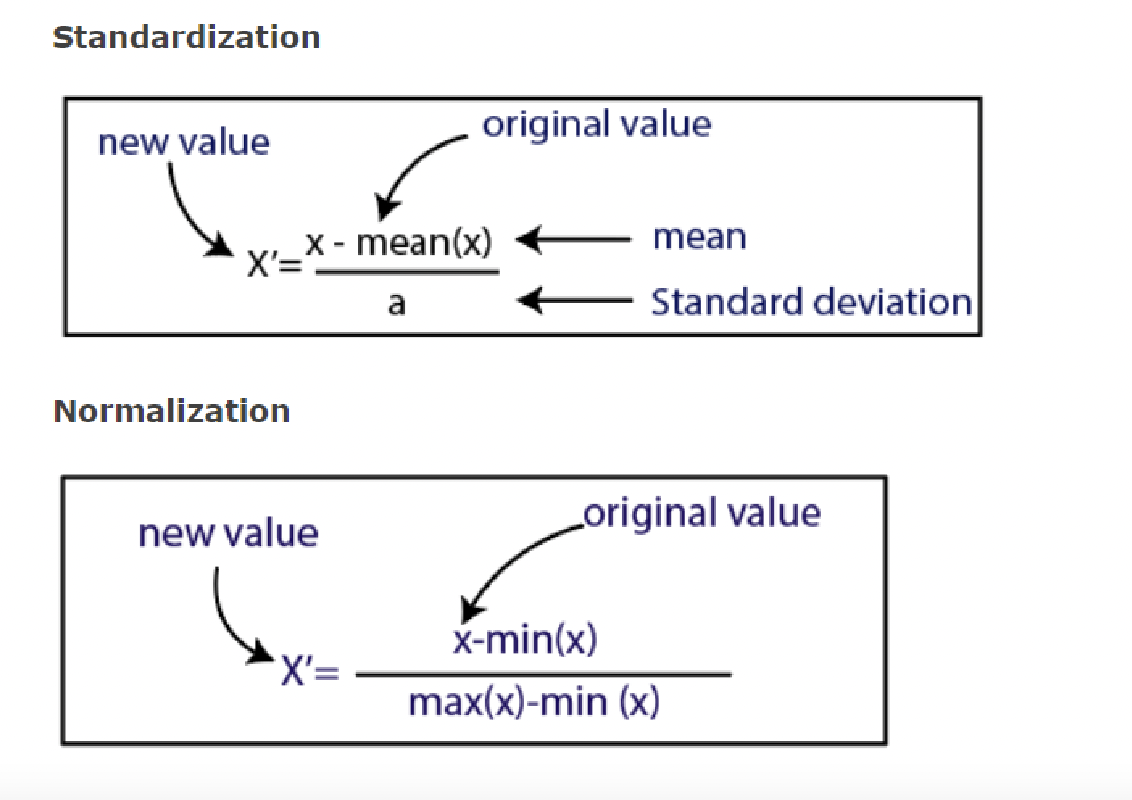 Standardization
new value
original value
X'= x - mean(x)
mean
a
Standard deviation
Normalization
new value
original value
x-min(x)
X'=
max(x)-min (x)